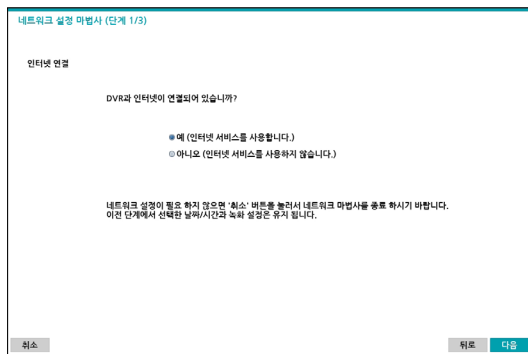 네트워크 설정 마법사 (단계 1/3)
인터넷 연결
DVR과 인터넷이 연결되어 있습니까?
예 (인터넷 서비스를 사용합니다.)
아니오 (인터넷 서비스를 사용하지 않습니다.)
네트워크 설정이 필요 하지 않으면 '취소' 버튼을 눌러서 네트워크 마법사를 종료 하시기 바랍니다.
이전 단계에서 선택한 날짜/시간과 녹화 설정은 유지 됩니다.
취소 뒤로 다음